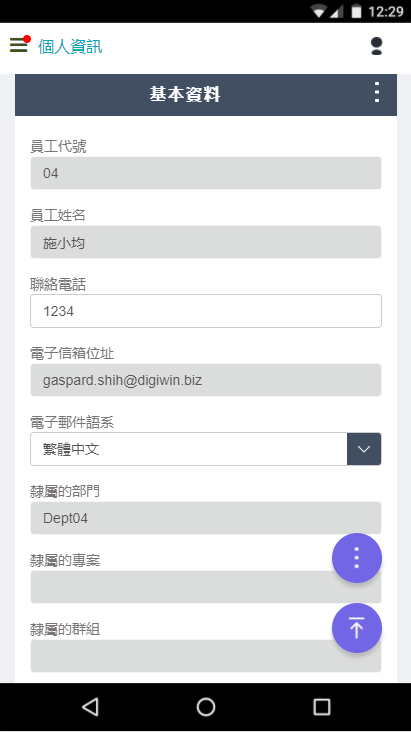 12:29
個人資訊
基本資料
員工代號
04
員工姓名
施小均
聯絡電話
1234
電子信箱位址
gaspard.shih@digiwin.biz
電子郵件語系
繁體中文
隸屬的部門
Dept04
隸屬的專案
隸屬的群組